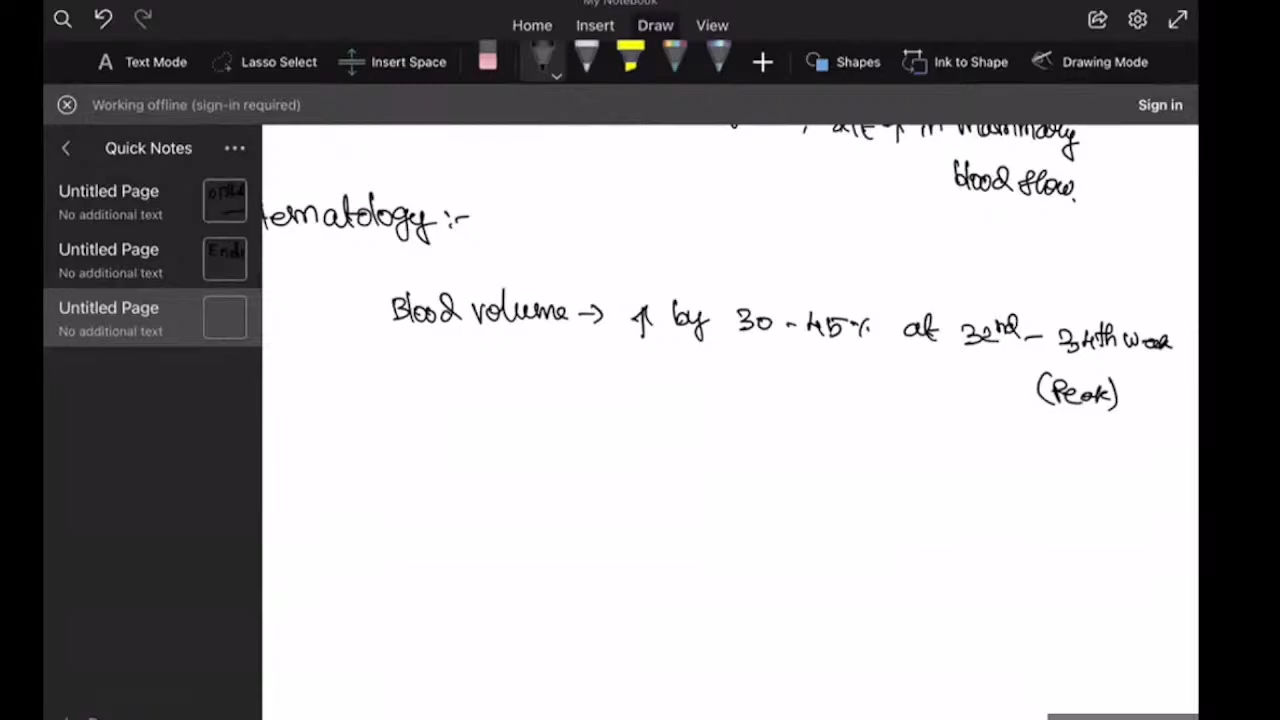 My Notebook
Home Insert Draw View
Text Mode Lasso Select Insert Space Shapes Ink to Shape Drawing Mode
Working offline (sign-in required) Sign in
Quick Notes
Untitled Page
No additional text
Untitled Page
No additional text
Untitled Page
No additional text
in mammary
blood flow.
ematology :-
Blood volume → ↑ by 30 - 45% at 32nd - 34th week
(Peak)